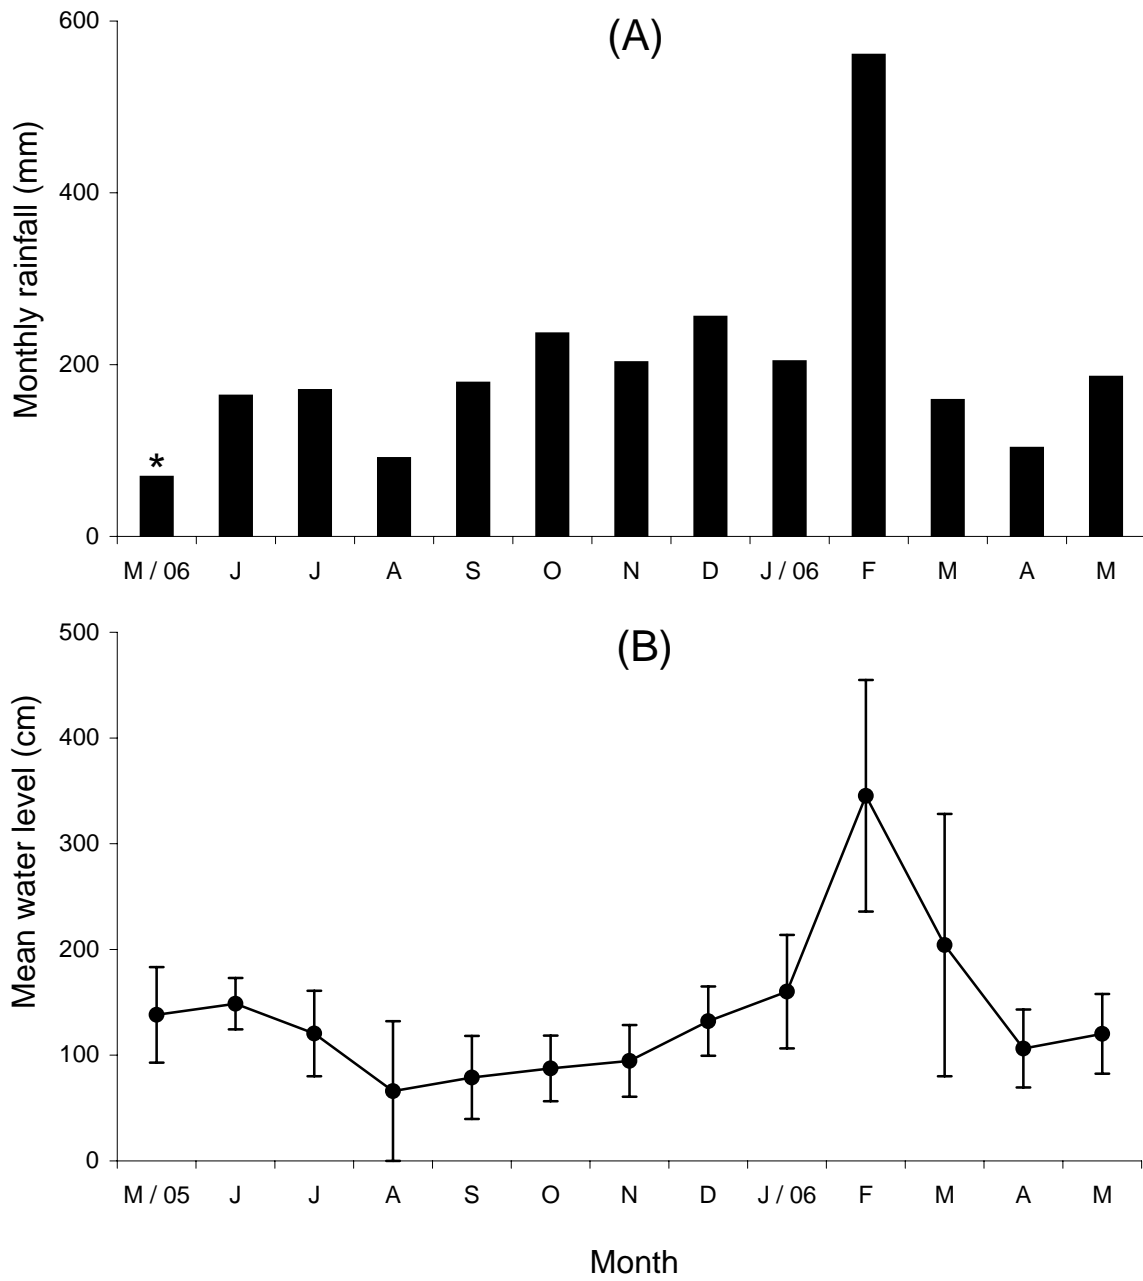 (A)
Monthly rainfall (mm)
600
400
200
0
*
M / 06 J J A S O N D J / 06 F M A M
(B)
Mean water level (cm)
500
400
300
200
100
0
M / 05 J J A S O N D J / 06 F M A M
Month